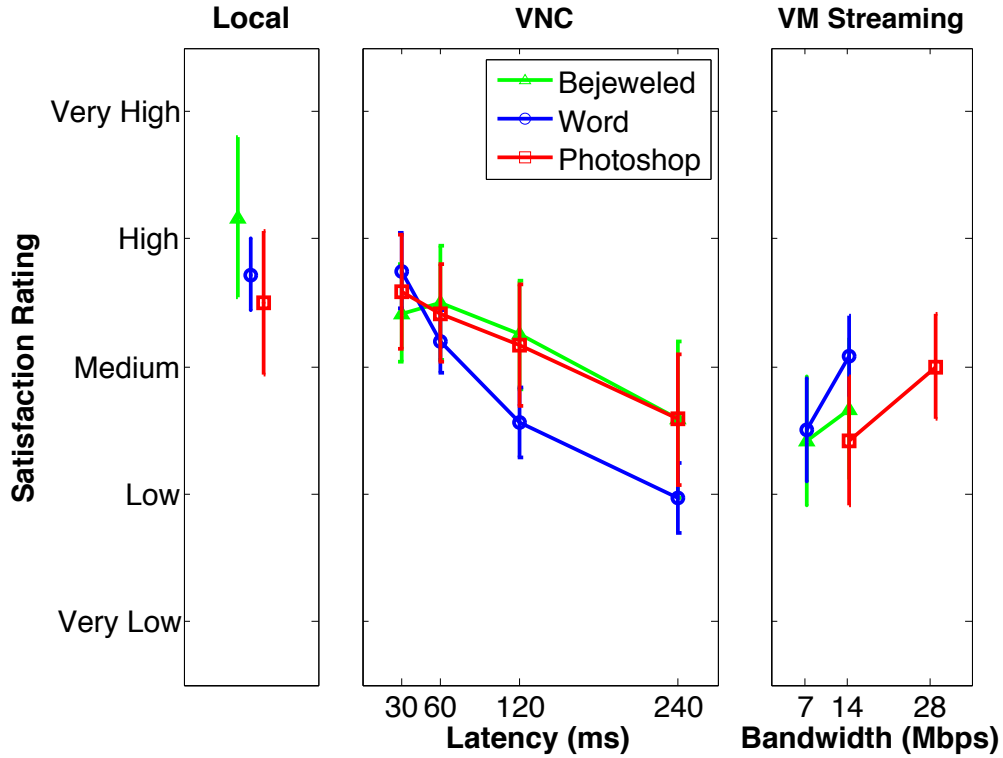 Local
VNC
VM Streaming
Bejeweled
Word
Photoshop
Very High
High
Medium
Low
Very Low
Satisfaction Rating
30 60 120 240
7 14 28
Latency (ms)
Bandwidth (Mbps)